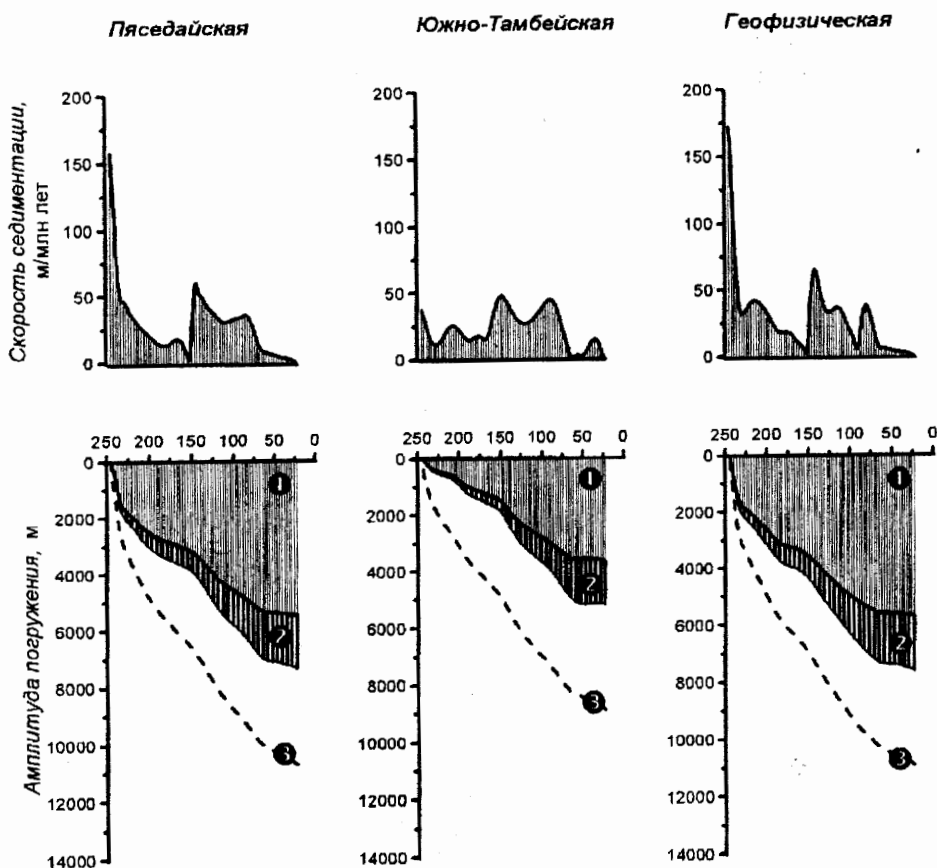 Пяседайская Южно-Тамбейская Геофизическая
Скорость седиментации,
м/млн лет
200 200 200
150 150 150
100 100 100
50 50 50
0 0 0
250 200 150 100 50 0 250 200 150 100 50 0 250 200 150 100 50 0
Амплитуда погружения, м
0 0 0
1 1 1
2000 2000 2000
4000 4000 4000
2 2 2
6000 6000 6000
8000 8000 8000
3 3 3
10000 10000 10000
12000 12000 12000
14000 14000 14000